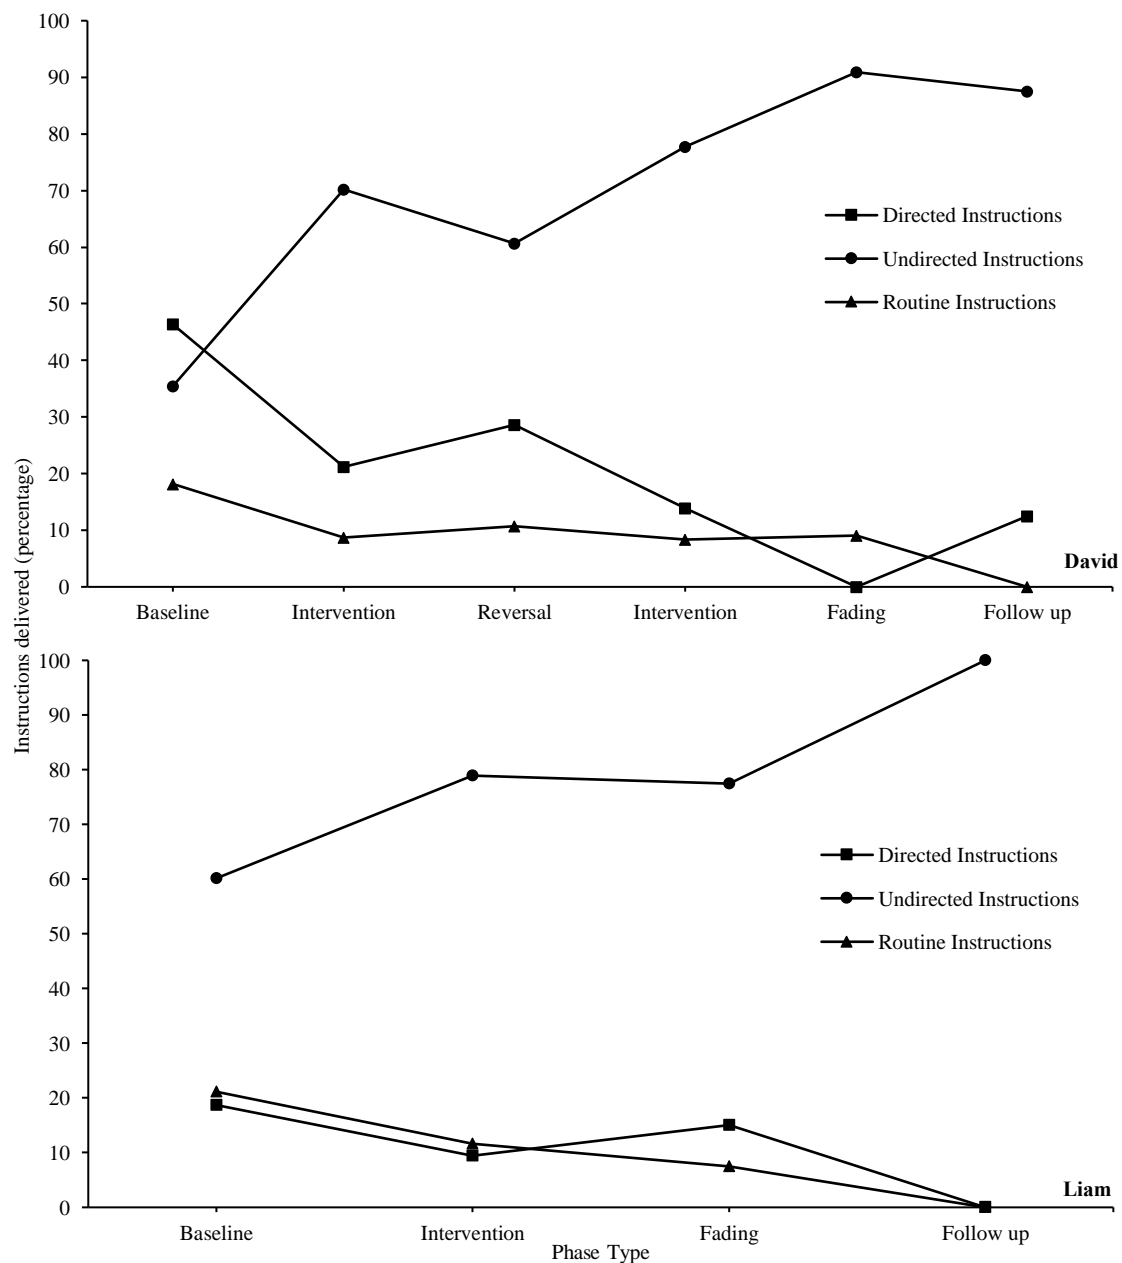 Instructions delivered (percentage)
100
90
80
70
60
50
40
30
20
10
0
Directed Instructions
Undirected Instructions
Routine Instructions
David
Baseline Intervention Reversal Intervention Fading Follow up
100
90
80
70
60
50
40
30
20
10
0
Directed Instructions
Undirected Instructions
Routine Instructions
Liam
Baseline Intervention Fading Follow up
Phase Type